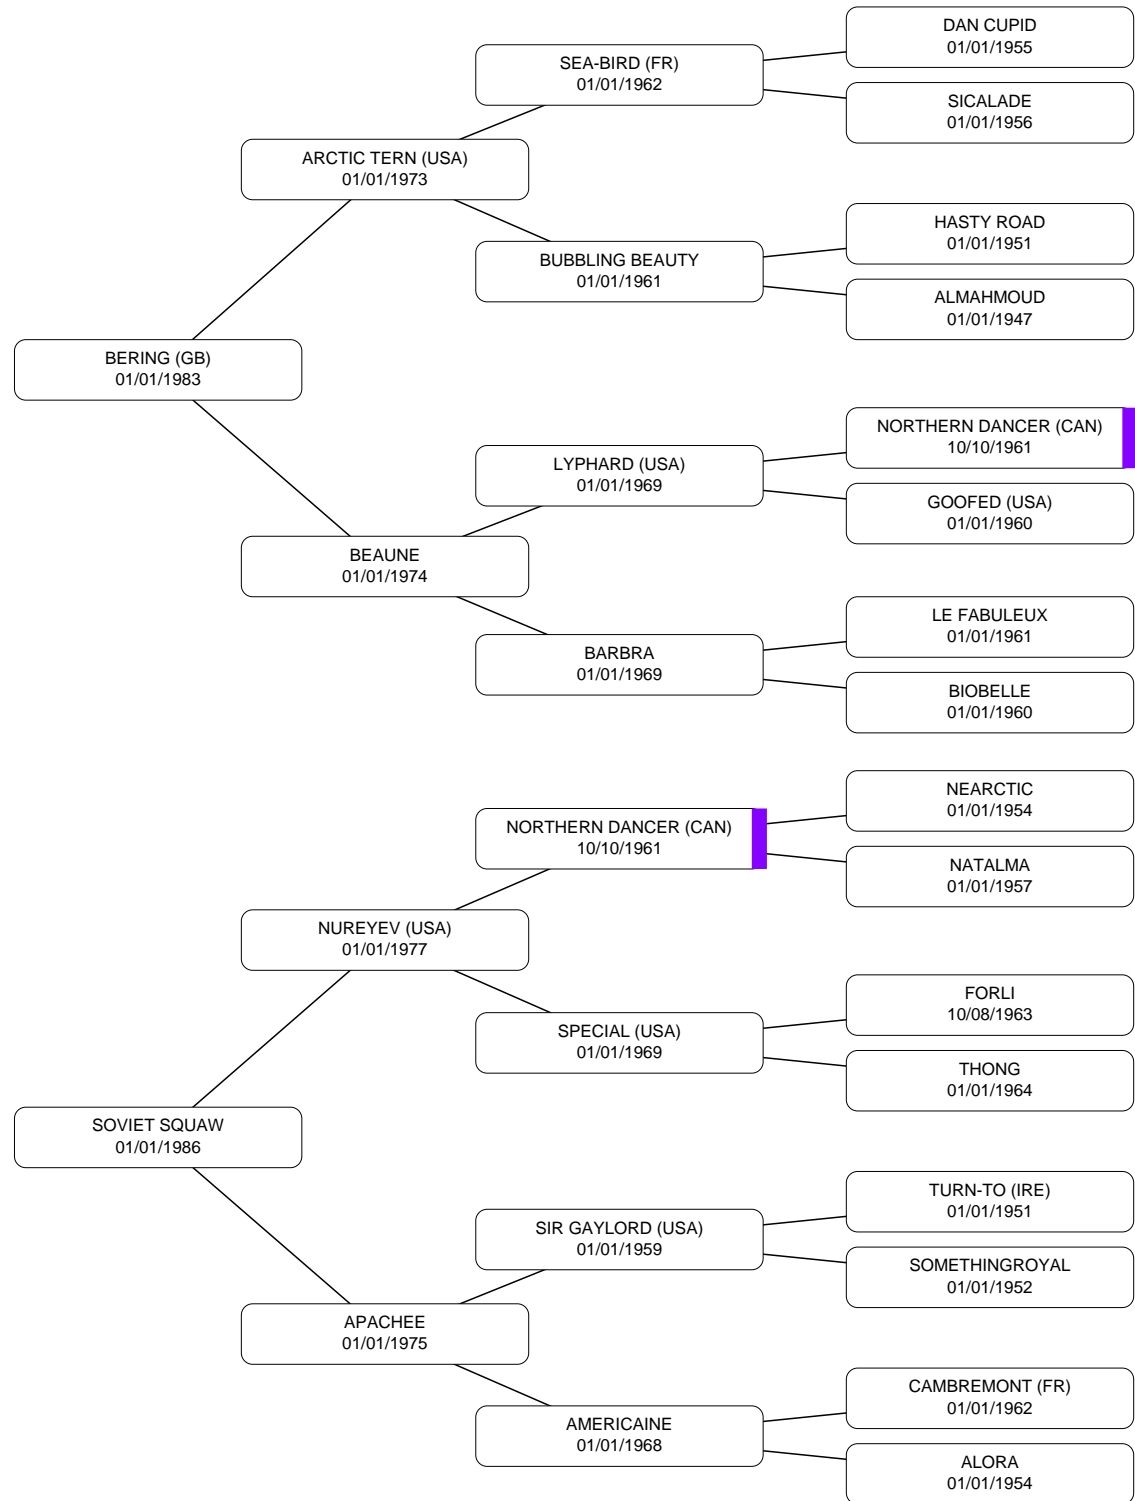 DAN CUPID
01/01/1955
SEA-BIRD (FR)
01/01/1962
SICALADE
01/01/1956
ARCTIC TERN (USA)
01/01/1973
HASTY ROAD
01/01/1951
BUBBLING BEAUTY
01/01/1961
ALMAHMOUD
01/01/1947
BERING (GB)
01/01/1983
NORTHERN DANCER (CAN)
10/10/1961
LYPHARD (USA)
01/01/1969
GOOFED (USA)
01/01/1960
BEAUNE
01/01/1974
LE FABULEUX
01/01/1961
BARBRA
01/01/1969
BIOBELLE
01/01/1960
NEARCTIC
01/01/1954
NORTHERN DANCER (CAN)
10/10/1961
NATALMA
01/01/1957
NUREYEV (USA)
01/01/1977
FORLI
10/08/1963
SPECIAL (USA)
01/01/1969
THONG
01/01/1964
SOVIET SQUAW
01/01/1986
TURN-TO (IRE)
01/01/1951
SIR GAYLORD (USA)
01/01/1959
SOMETHINGROYAL
01/01/1952
APACHEE
01/01/1975
CAMBREMONT (FR)
01/01/1962
AMERICAINE
01/01/1968
ALORA
01/01/1954